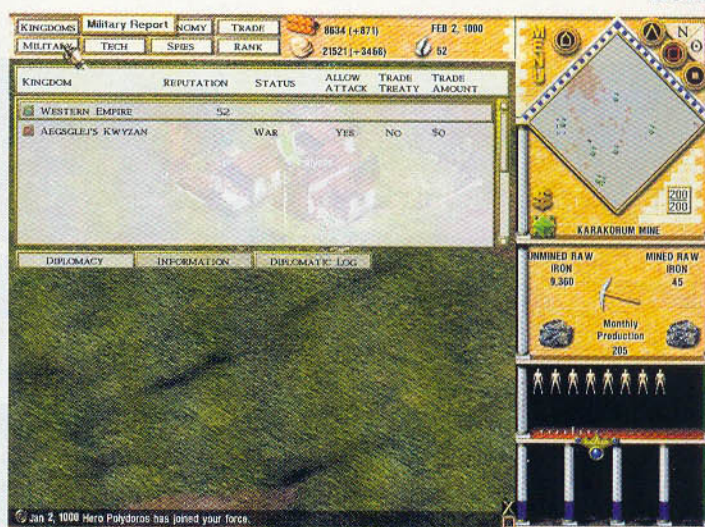 KINGDOMS Military Report NOMY TRADE
MILITARY TECH SPIES RANK
8634 (+871) FEB 2, 1000
21521 (+3466) 52
KINGDOM REPUTATION STATUS ALLOW ATTACK TRADE TREATY TRADE AMOUNT
WESTERN EMPIRE 52
AEGSGLEJ'S KWYZAN WAR YES NO $0
DIPLOMACY INFORMATION DIPLOMATIC LOG
Jan 2, 1000 Hero Polydoros has joined your force.
MENU
N
200
200
KARAKORUM MINE
UNMINED RAW IRON
9,360
MINED RAW IRON
45
Monthly
Production
205